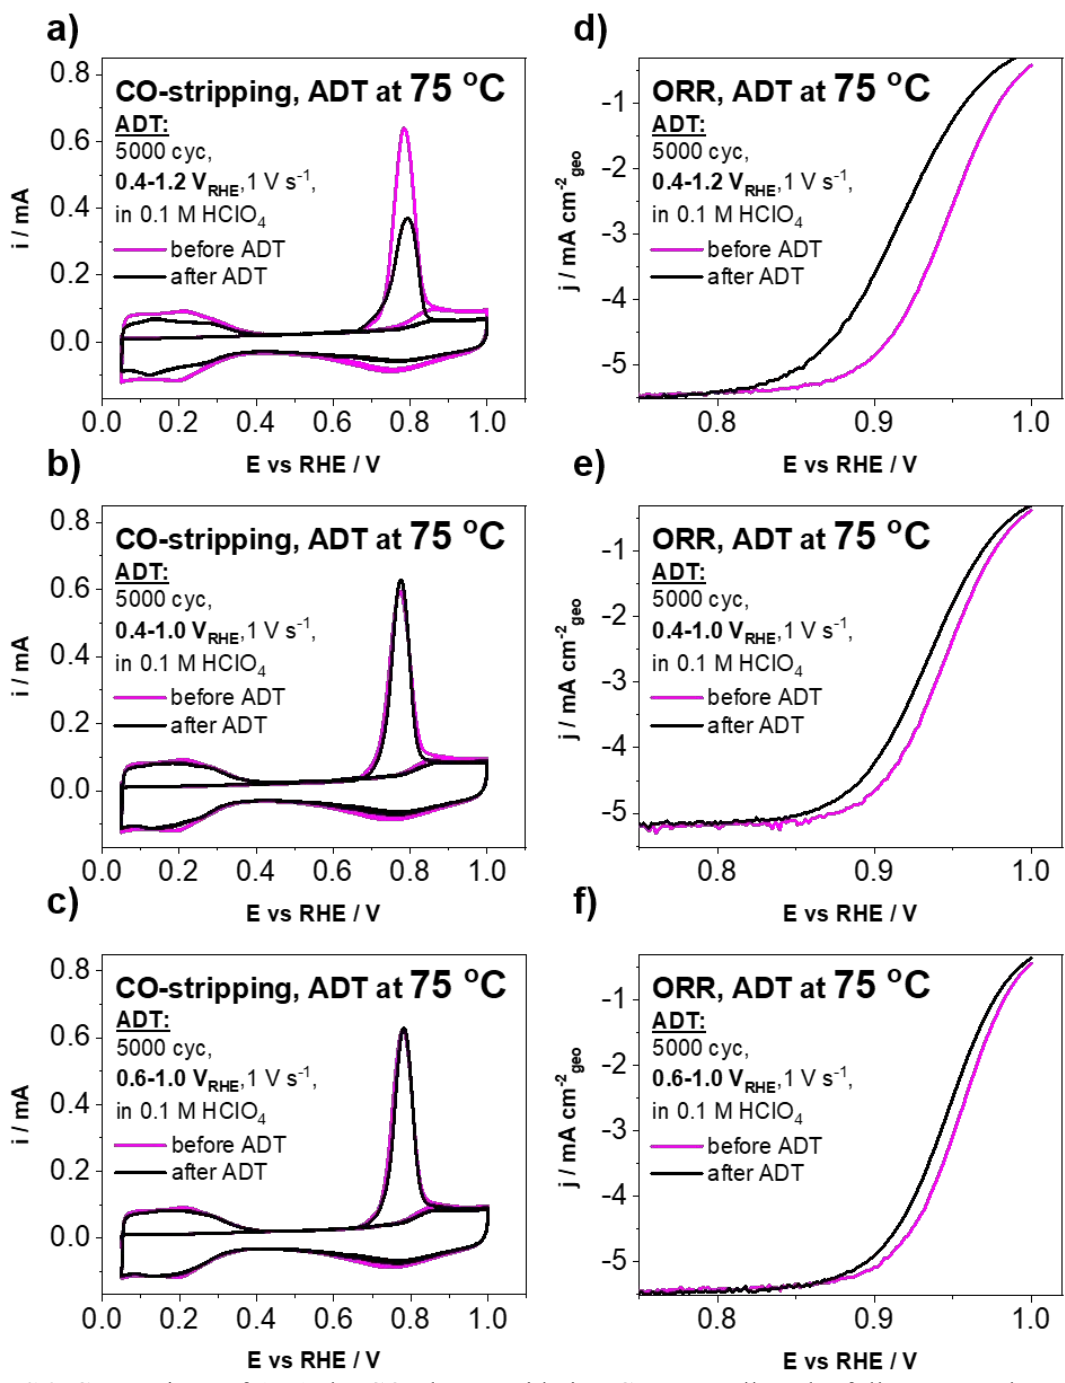 a)
CO-stripping, ADT at 75 °C
ADT:
5000 cyc,
0.4-1.2 V_RHE, 1 V s⁻¹,
in 0.1 M HClO₄
before ADT
after ADT
0.8
0.6
0.4
0.2
0.0
i / mA
0.0 0.2 0.4 0.6 0.8 1.0
E vs RHE / V
d)
ORR, ADT at 75 °C
ADT:
5000 cyc,
0.4-1.2 V_RHE, 1 V s⁻¹,
in 0.1 M HClO₄
before ADT
after ADT
-1
-2
-3
-4
-5
j / mA cm⁻²_geo
0.8 0.9 1.0
E vs RHE / V
b)
CO-stripping, ADT at 75 °C
ADT:
5000 cyc,
0.4-1.0 V_RHE, 1 V s⁻¹,
in 0.1 M HClO₄
before ADT
after ADT
0.8
0.6
0.4
0.2
0.0
i / mA
0.0 0.2 0.4 0.6 0.8 1.0
E vs RHE / V
e)
ORR, ADT at 75 °C
ADT:
5000 cyc,
0.4-1.0 V_RHE, 1 V s⁻¹,
in 0.1 M HClO₄
before ADT
after ADT
-1
-2
-3
-4
-5
j / mA cm⁻²_geo
0.8 0.9 1.0
E vs RHE / V
c)
CO-stripping, ADT at 75 °C
ADT:
5000 cyc,
0.6-1.0 V_RHE, 1 V s⁻¹,
in 0.1 M HClO₄
before ADT
after ADT
0.8
0.6
0.4
0.2
0.0
i / mA
0.0 0.2 0.4 0.6 0.8 1.0
E vs RHE / V
f)
ORR, ADT at 75 °C
ADT:
5000 cyc,
0.6-1.0 V_RHE, 1 V s⁻¹,
in 0.1 M HClO₄
before ADT
after ADT
-1
-2
-3
-4
-5
j / mA cm⁻²_geo
0.8 0.9 1.0
E vs RHE / V